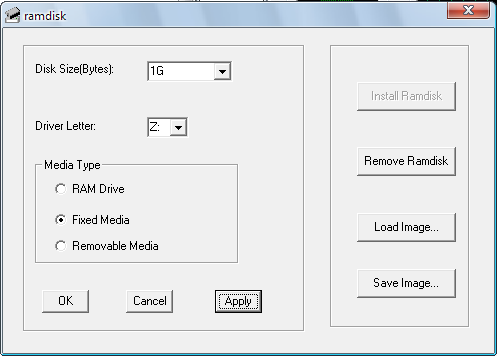 ramdisk
Disk Size(Bytes):
1G
Driver Letter:
Z:
Media Type
RAM Drive
Fixed Media
Removable Media
OK
Cancel
Apply
Install Ramdisk
Remove Ramdisk
Load Image...
Save Image...